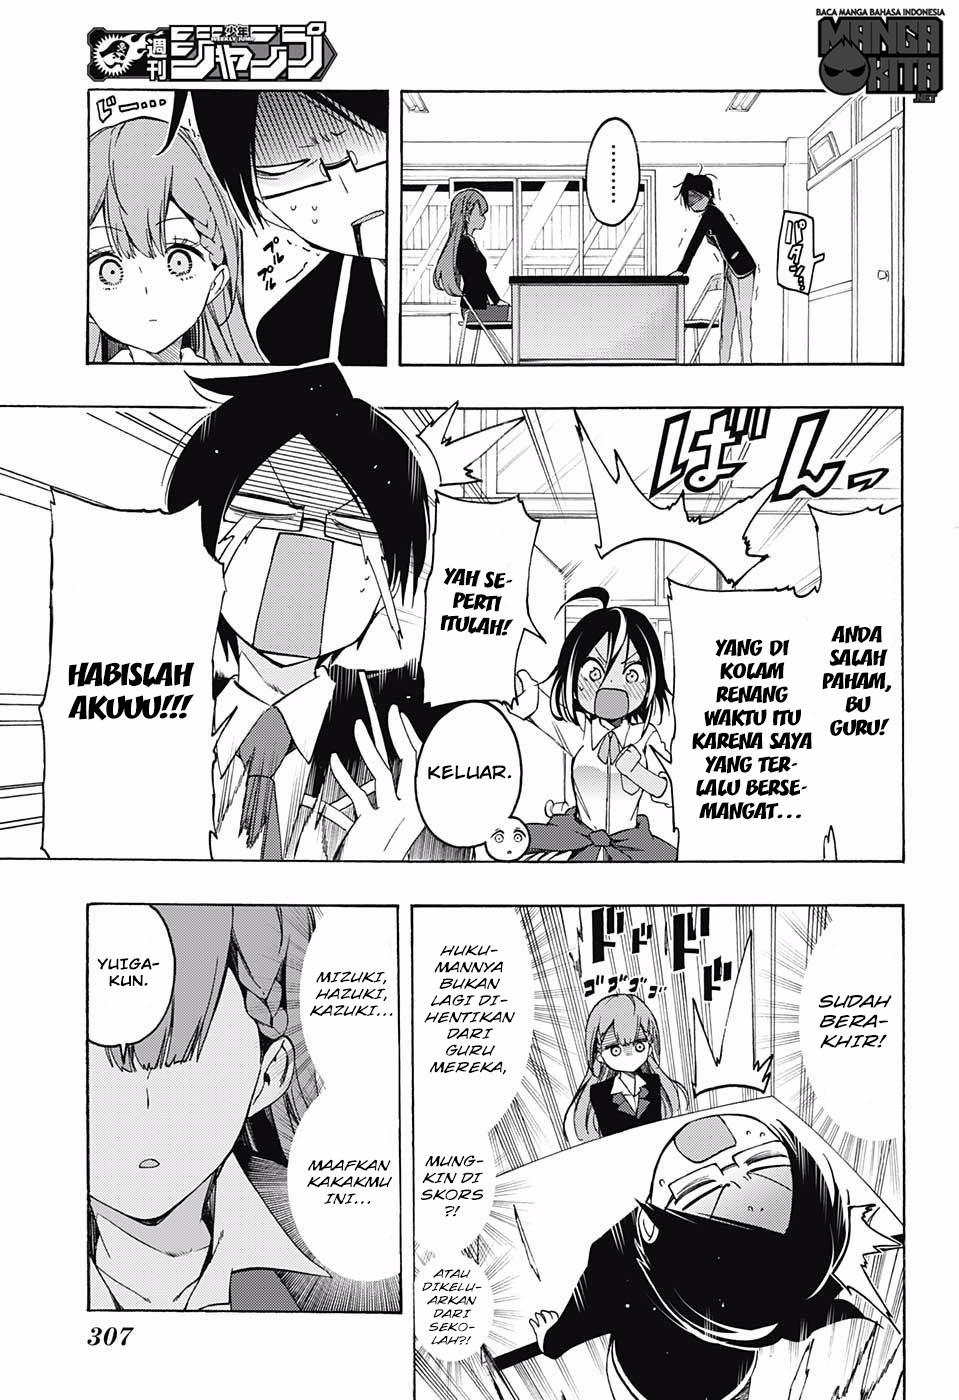 週刊
少年
ジャンプ
BACA MANGA BAHASA INDONESIA
MANGA
KITA
.NET
.........
パタン…
じー……
プル
プル
ばんっ
ANDA
SALAH
PAHAM,
BU
GURU!
YANG DI
KOLAM
RENANG
WAKTU ITU
KARENA SAYA
YANG TER-
LALU BERSE-
MANGAT...
YAH SE-
PERTI
ITULAH!
KELUAR.
HABISLAH
AKUUU!!!
SUDAH
BERA-
KHIR!
ドドド
ゴゴゴゴ
HUKU-
MANNYA
BUKAN
LAGI DI-
HENTIKAN
DARI
GURU
MEREKA,
MUNG-
KIN DI
SKORS
?!
ATAU
DIKELU-
ARKAN
DARI
SEKO-
LAH?!
MIZUKI,
HAZUKI,
KAZUKI...
MAAFKAN
KAKAKMU
INI...
YUIGA-
KUN.
307